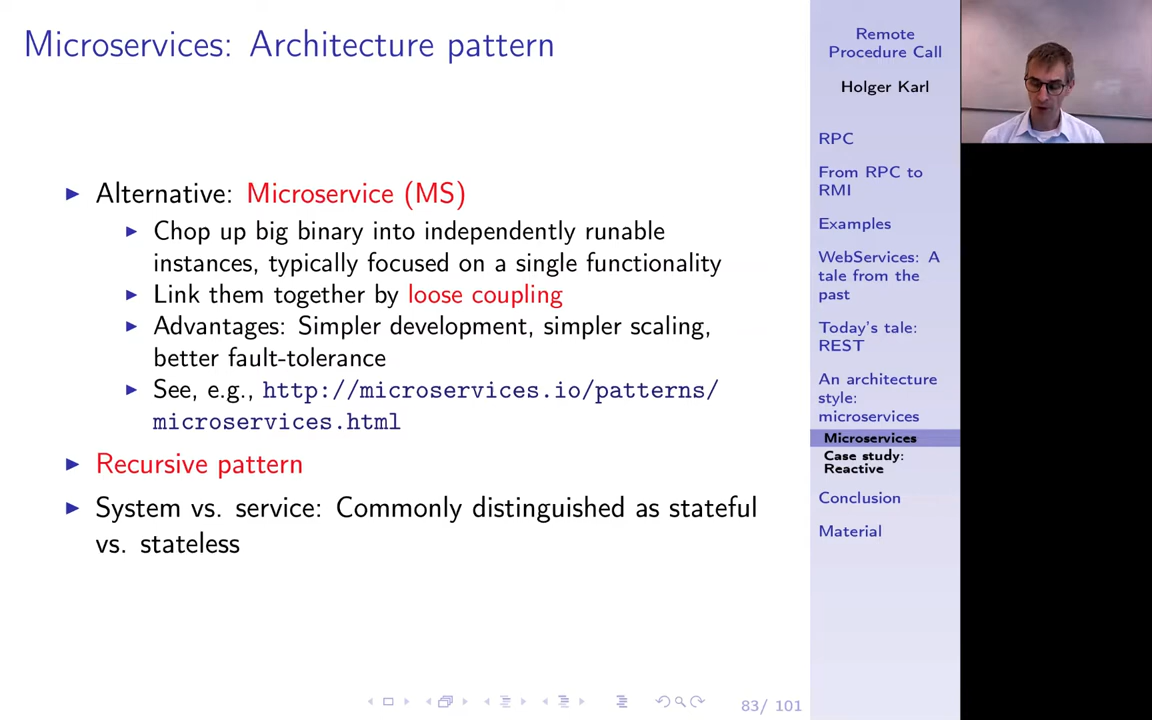 Microservices: Architecture pattern
Alternative: Microservice (MS)
Chop up big binary into independently runable
instances, typically focused on a single functionality
Link them together by loose coupling
Advantages: Simpler development, simpler scaling,
better fault-tolerance
See, e.g., http://microservices.io/patterns/
microservices.html
Recursive pattern
System vs. service: Commonly distinguished as stateful
vs. stateless
83/ 101
Remote
Procedure Call
Holger Karl
RPC
From RPC to
RMI
Examples
WebServices: A
tale from the
past
Today's tale:
REST
An architecture
style:
microservices
Microservices
Case study:
Reactive
Conclusion
Material